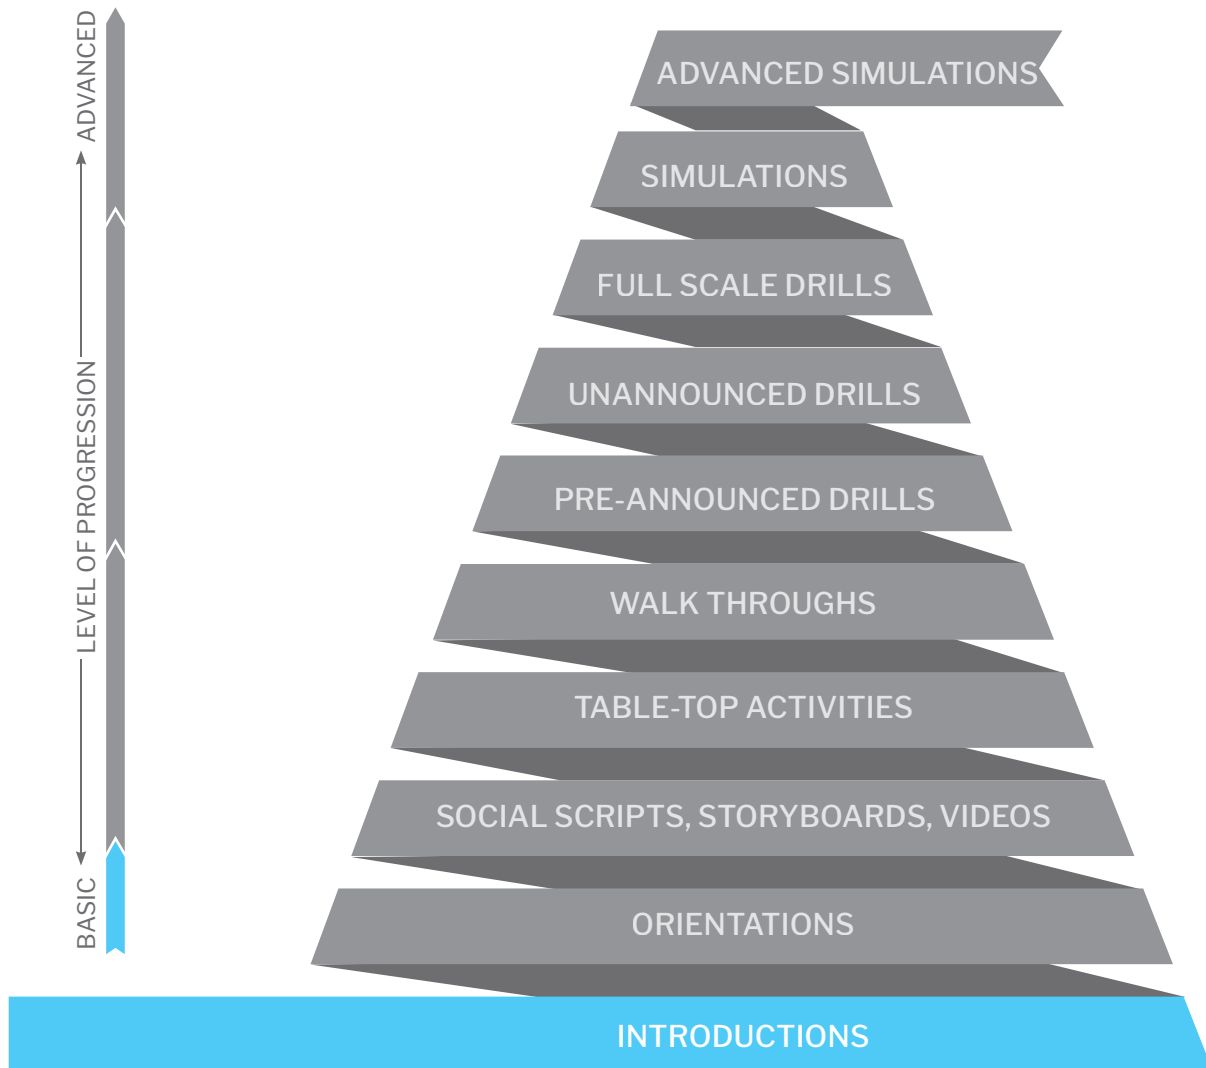 ADVANCED
LEVEL OF PROGRESSION
BASIC
ADVANCED SIMULATIONS
SIMULATIONS
FULL SCALE DRILLS
UNANNOUNCED DRILLS
PRE-ANNOUNCED DRILLS
WALK THROUGHS
TABLE-TOP ACTIVITIES
SOCIAL SCRIPTS, STORYBOARDS, VIDEOS
ORIENTATIONS
INTRODUCTIONS